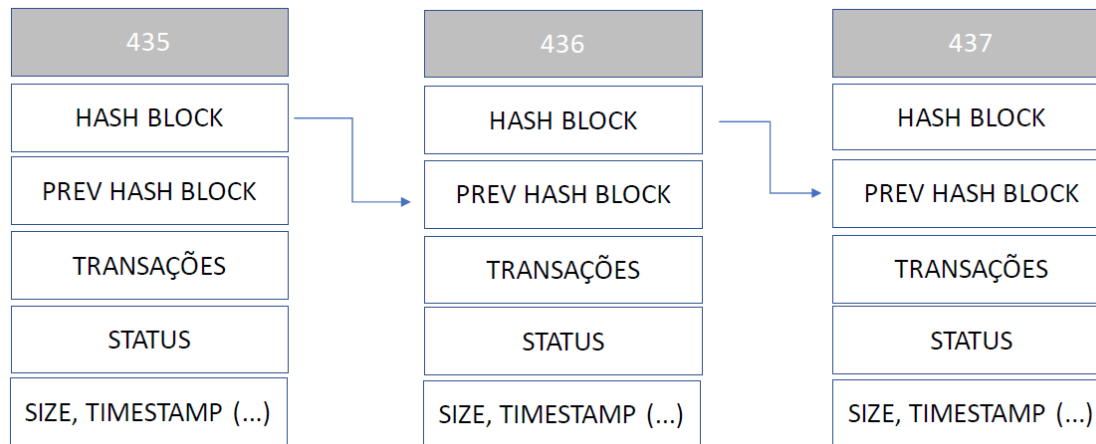 435
HASH BLOCK
PREV HASH BLOCK
TRANSAÇÕES
STATUS
SIZE, TIMESTAMP (...)
436
HASH BLOCK
PREV HASH BLOCK
TRANSAÇÕES
STATUS
SIZE, TIMESTAMP (...)
437
HASH BLOCK
PREV HASH BLOCK
TRANSAÇÕES
STATUS
SIZE, TIMESTAMP (...)